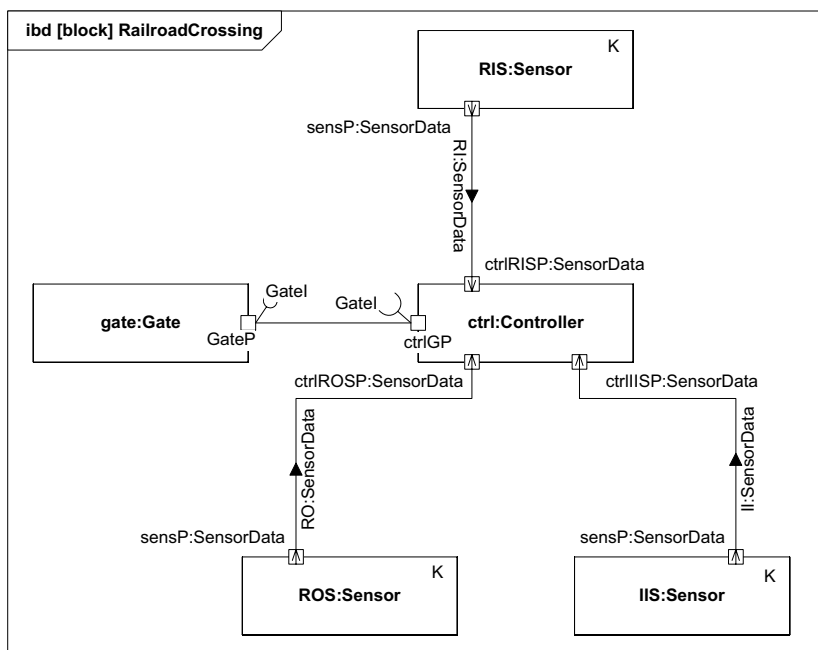 ibd [block] RailroadCrossing
K
RIS:Sensor
sensP:SensorData
RI:SensorData
ctrlRISP:SensorData
GateI
GateI
gate:Gate
ctrl:Controller
GateP
ctrlGP
ctrlROSP:SensorData
ctrlIISP:SensorData
RO:SensorData
II:SensorData
sensP:SensorData
sensP:SensorData
K
ROS:Sensor
K
IIS:Sensor